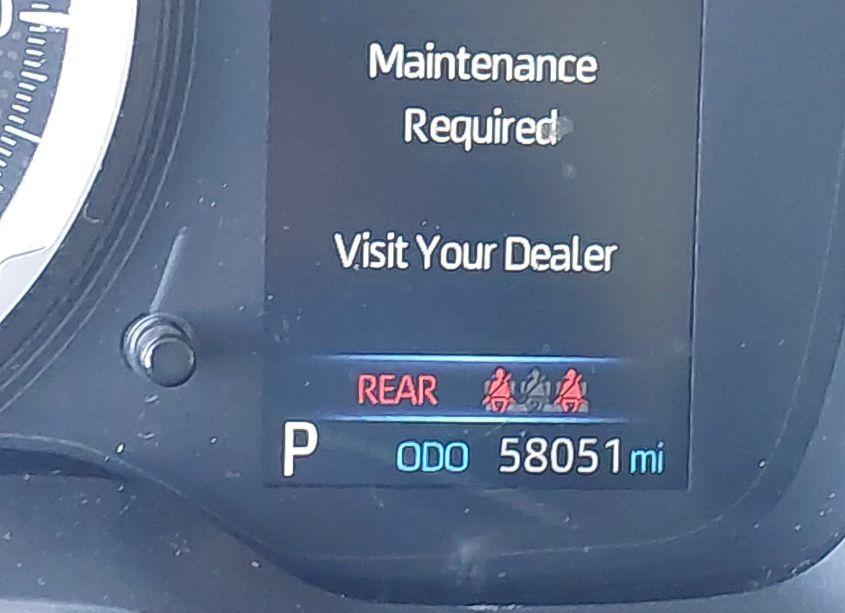 Maintenance
Required
Visit Your Dealer
REAR
P ODO 58051 mi